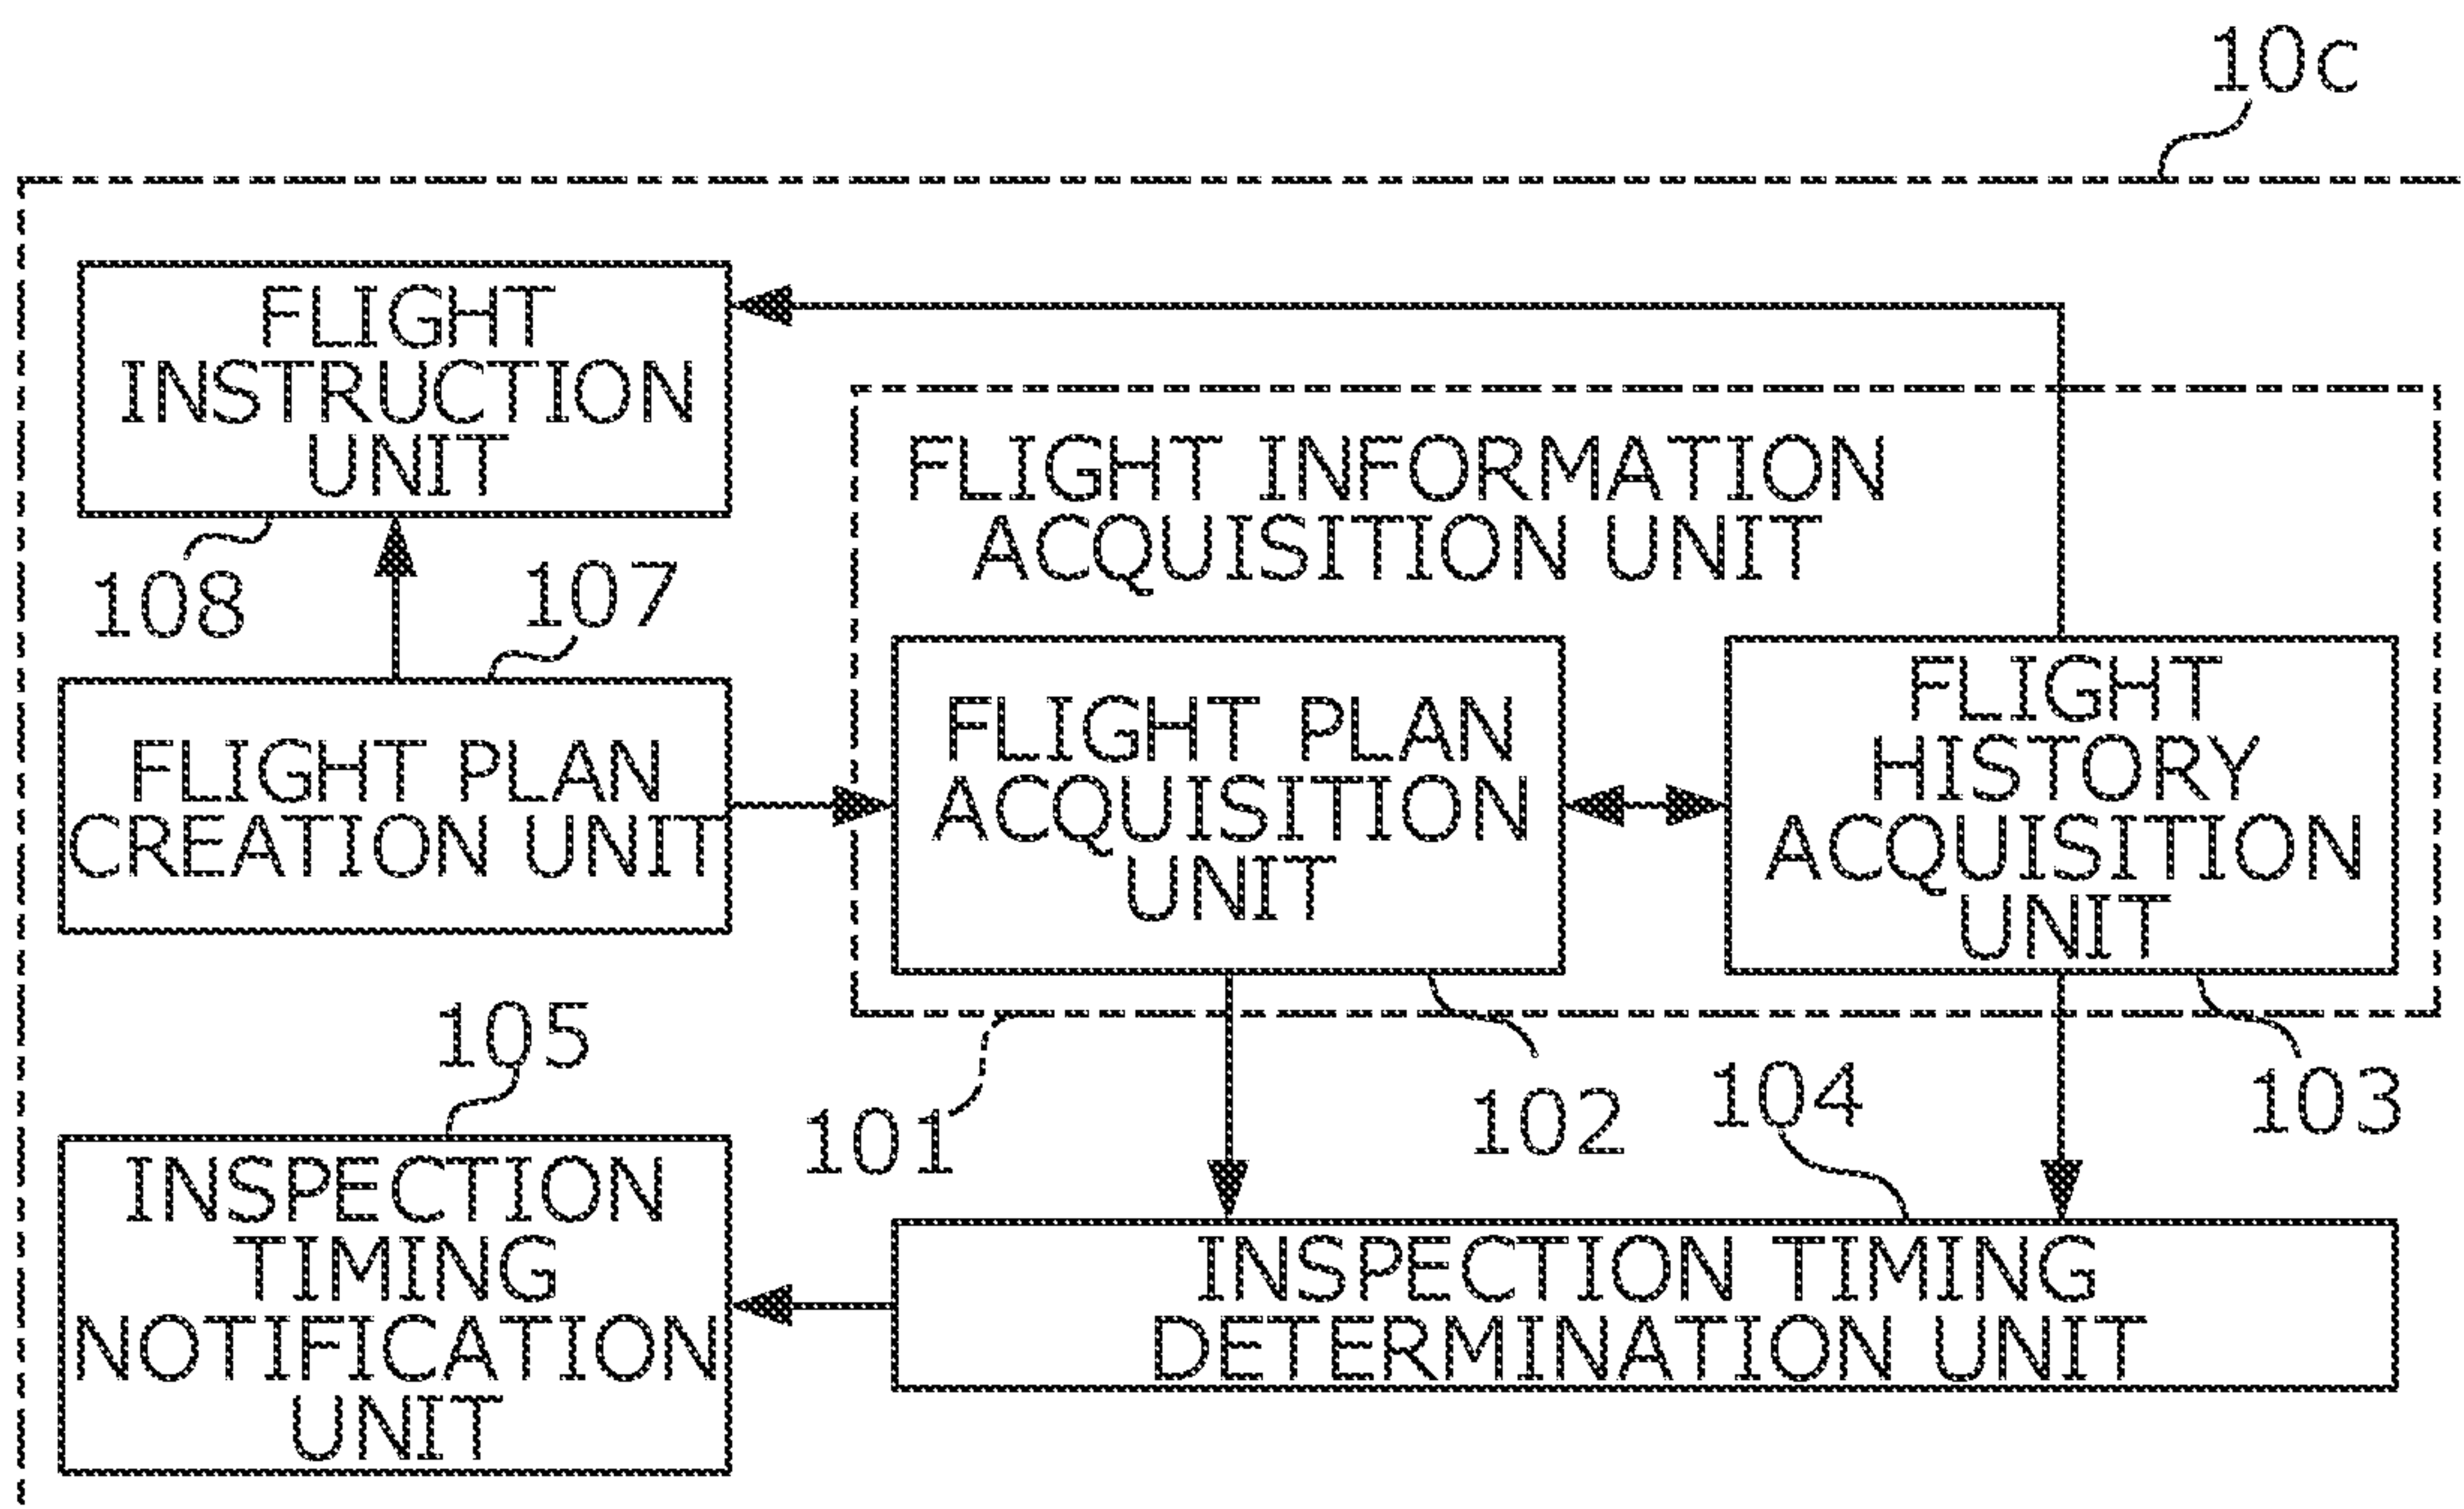 10c
FLIGHT
INSTRUCTION
UNIT
108
107
FLIGHT INFORMATION
ACQUISITION UNIT
FLIGHT PLAN
CREATION UNIT
FLIGHT PLAN
ACQUISITION
UNIT
FLIGHT
HISTORY
ACQUISITION
UNIT
105
101
102
104
103
INSPECTION
TIMING
NOTIFICATION
UNIT
INSPECTION TIMING
DETERMINATION UNIT